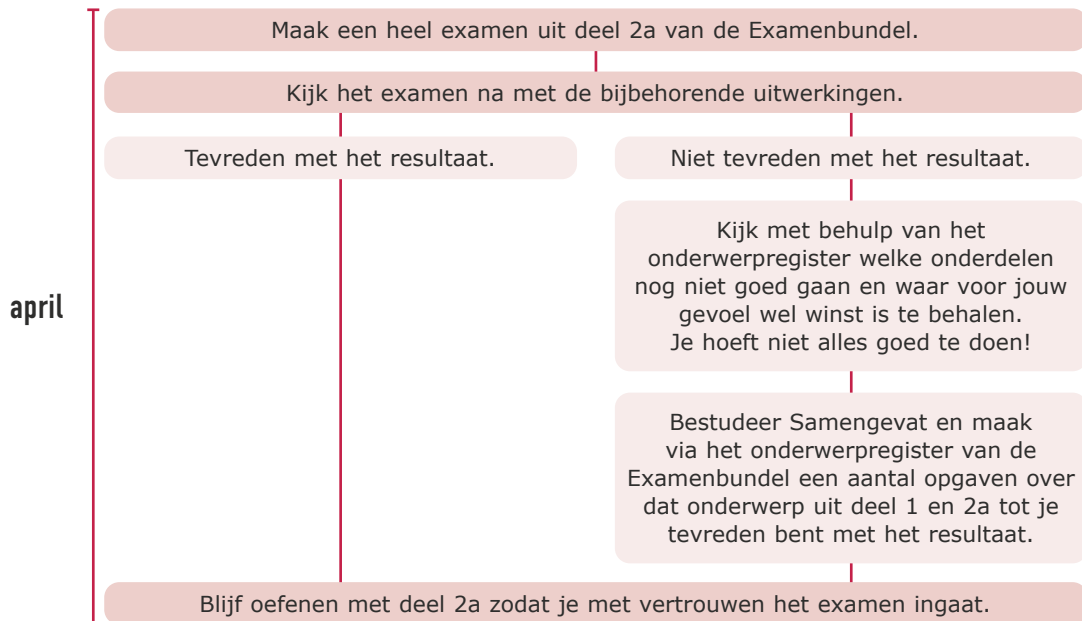 Maak een heel examen uit deel 2a van de Examenbundel.
Kijk het examen na met de bijbehorende uitwerkingen.
Tevreden met het resultaat.
Niet tevreden met het resultaat.
Kijk met behulp van het
onderwerpregister welke onderdelen
nog niet goed gaan en waar voor jouw
gevoel wel winst is te behalen.
Je hoeft niet alles goed te doen!
april
Bestudeer Samengevat en maak
via het onderwerpregister van de
Examenbundel een aantal opgaven over
dat onderwerp uit deel 1 en 2a tot je
tevreden bent met het resultaat.
Blijf oefenen met deel 2a zodat je met vertrouwen het examen ingaat.